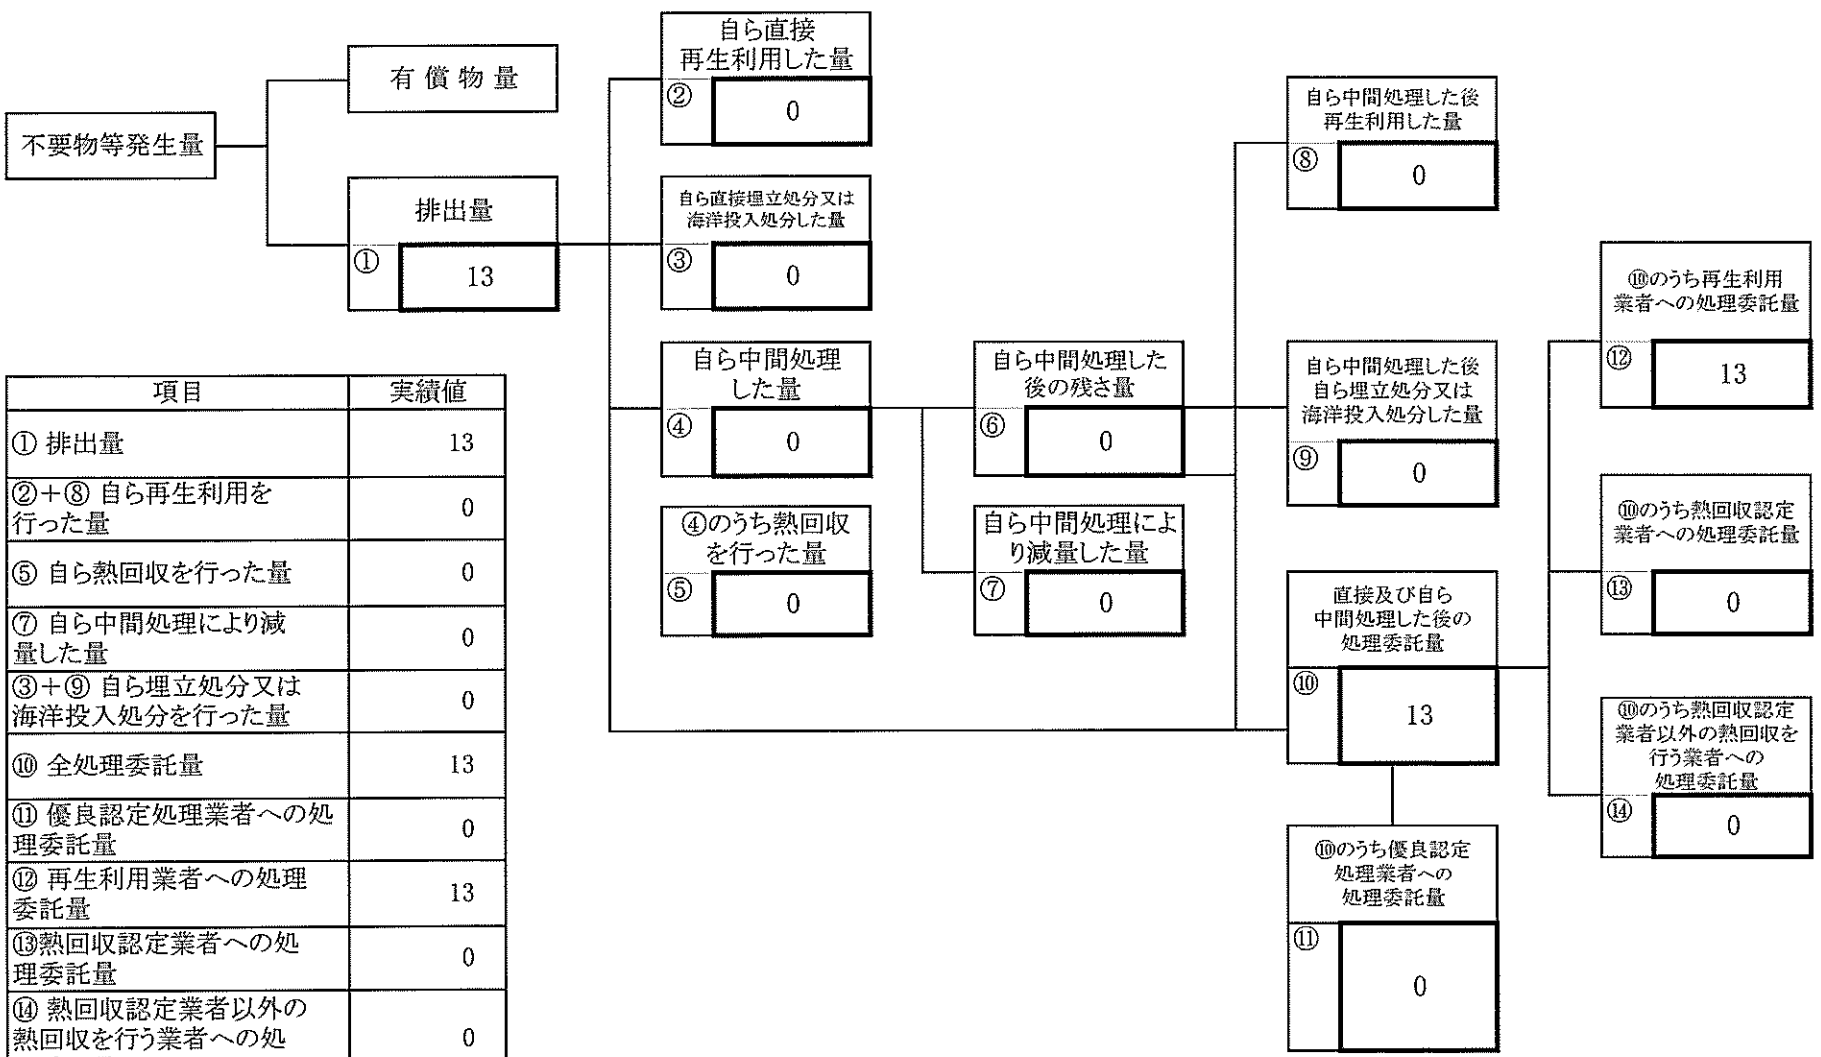 不要物等発生量
有償物量
排出量
①
13
自ら直接
再生利用した量
②
0
自ら直接埋立処分又は
海洋投入処分した量
③
0
自ら中間処理
した量
④
0
④のうち熱回収
を行った量
⑤
0
自ら中間処理した
後の残さ量
⑥
0
自ら中間処理によ
り減量した量
⑦
0
自ら中間処理した後
再生利用した量
⑧
0
自ら中間処理した後
自ら埋立処分又は
海洋投入処分した量
⑨
0
直接及び自ら
中間処理した後の
処理委託量
⑩
13
⑩のうち優良認定
処理業者への
処理委託量
⑪
0
⑩のうち再生利用
業者への処理委託量
⑫
13
⑩のうち熱回収認定
業者への処理委託量
⑬
0
⑩のうち熱回収認定
業者以外の熱回収を
行う業者への
処理委託量
⑭
0
項目 実績値
① 排出量 13
②+⑧ 自ら再生利用を
行った量 0
⑤ 自ら熱回収を行った量 0
⑦ 自ら中間処理により減
量した量 0
③+⑨ 自ら埋立処分又は
海洋投入処分を行った量 0
⑩ 全処理委託量 13
⑪ 優良認定処理業者への処
理委託量 0
⑫ 再生利用業者への処理
委託量 13
⑬熱回収認定業者への処
理委託量 0
⑭ 熱回収認定業者以外の
熱回収を行う業者への処 0